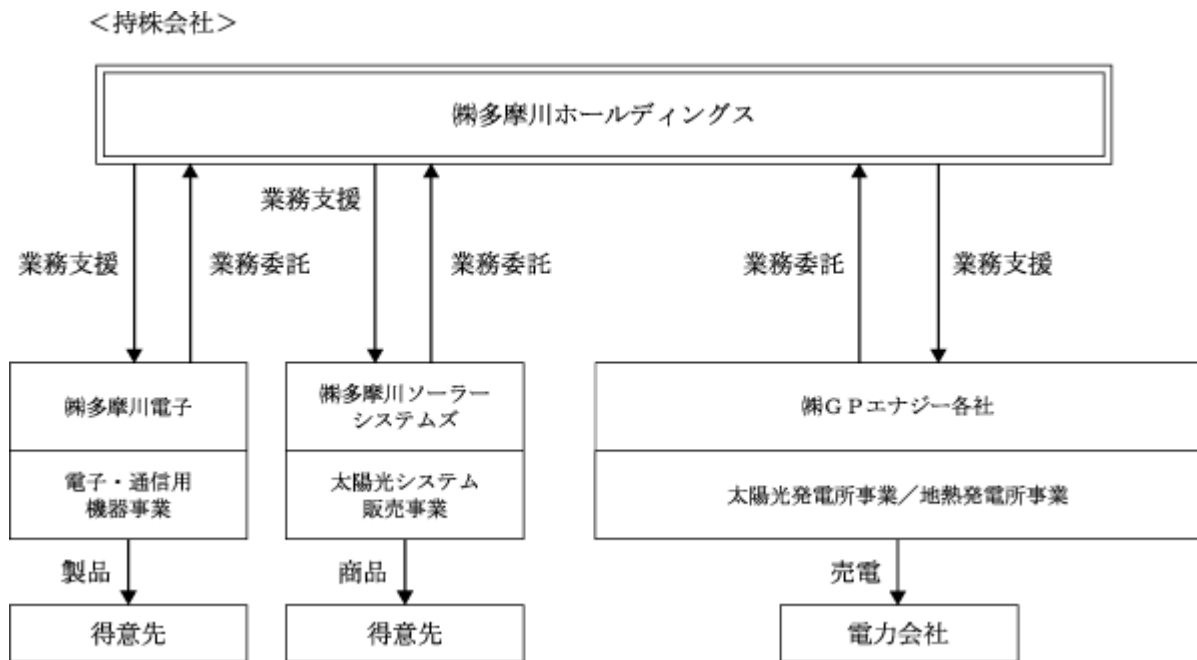 ＜持株会社＞
㈱多摩川ホールディングス
業務支援
業務支援
業務委託
業務委託
業務委託
業務支援
㈱多摩川電子
㈱多摩川ソーラー
システムズ
㈱ＧＰエナジー各社
電子・通信用
機器事業
太陽光システム
販売事業
太陽光発電所事業／地熱発電所事業
製品
商品
売電
得意先
得意先
電力会社